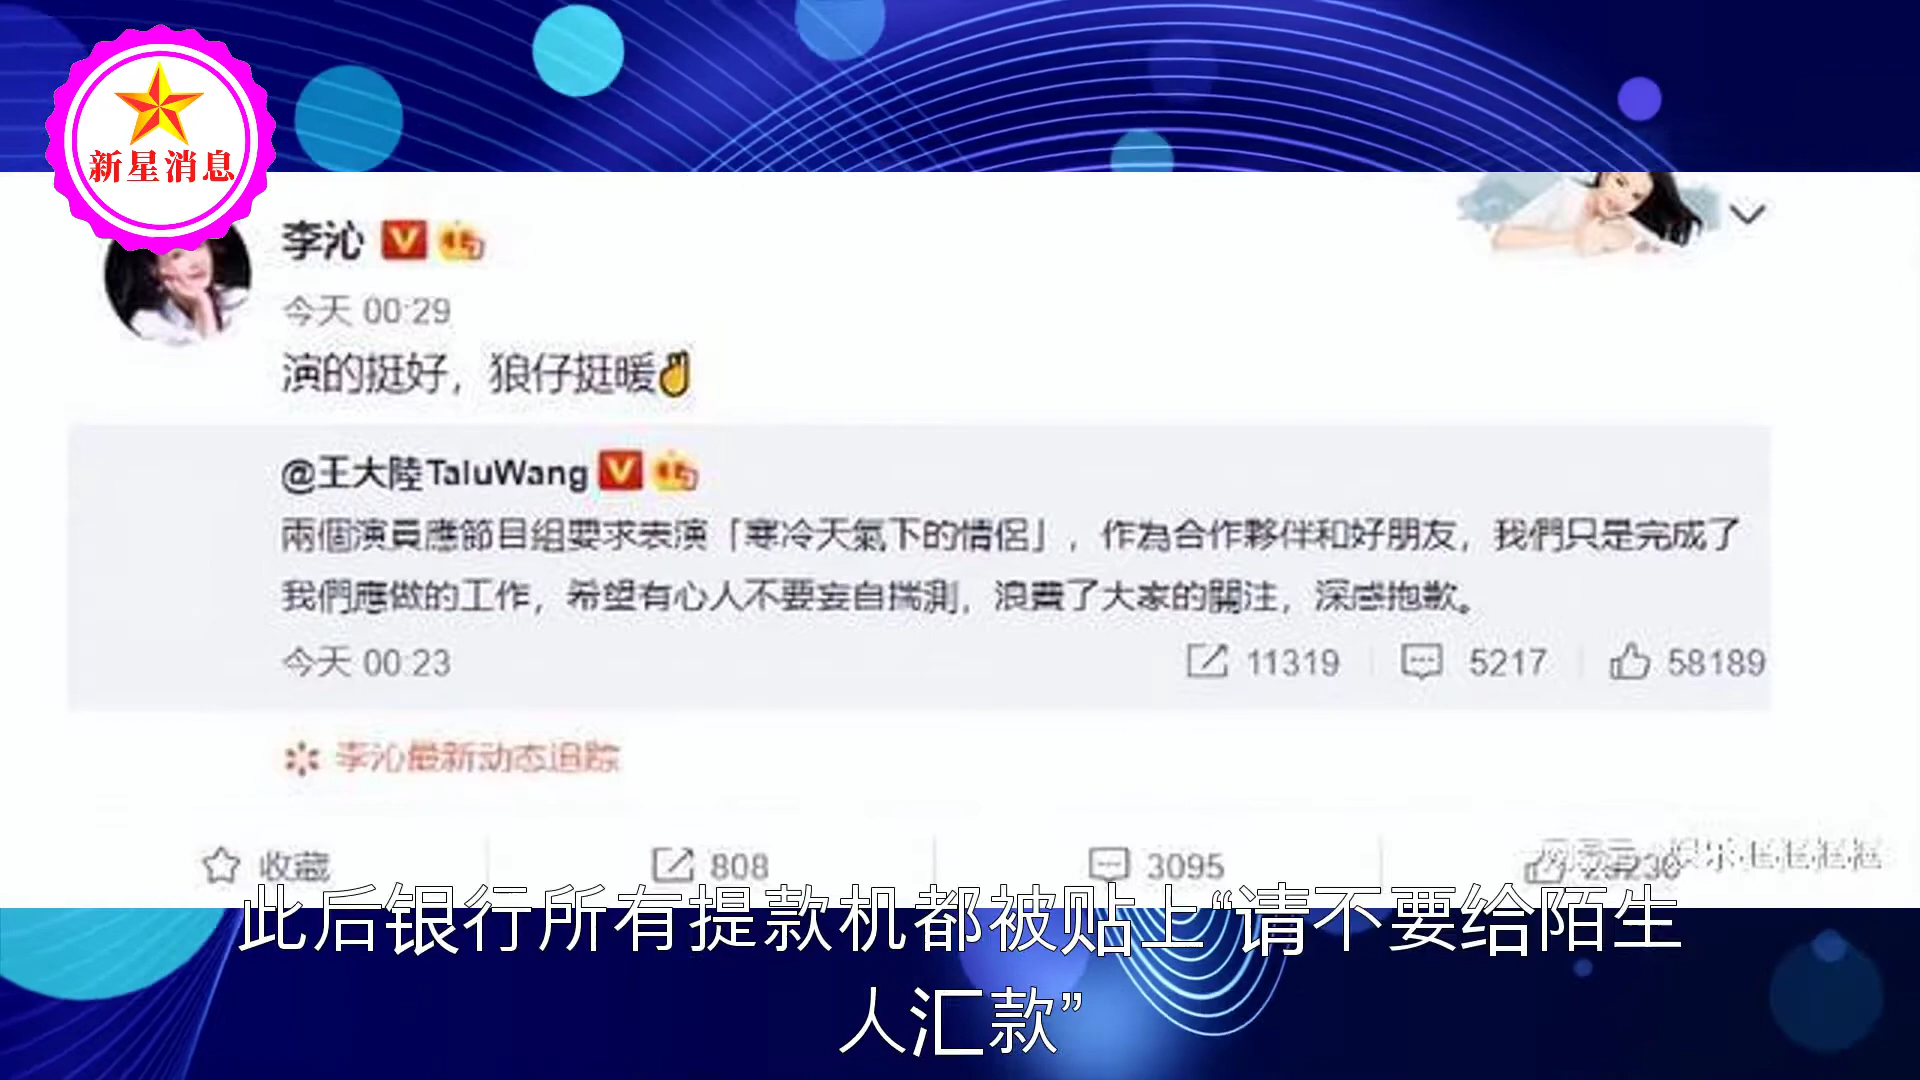 新星消息
李沁
今天 00:29
演的挺好，狼仔挺暖✌
@王大陸TaluWang
兩個演員應節目組要求表演「寒冷天氣下的情侶」，作為合作夥伴和好朋友，我們只是完成了
我們應做的工作，希望有心人不要妄自揣測，浪費了大家的關注，深感抱歉。
今天 00:23
11319 5217 58189
李沁最新动态追踪
收藏 808 3095
此后银行所有提款机都被贴上“请不要给陌生
人汇款”